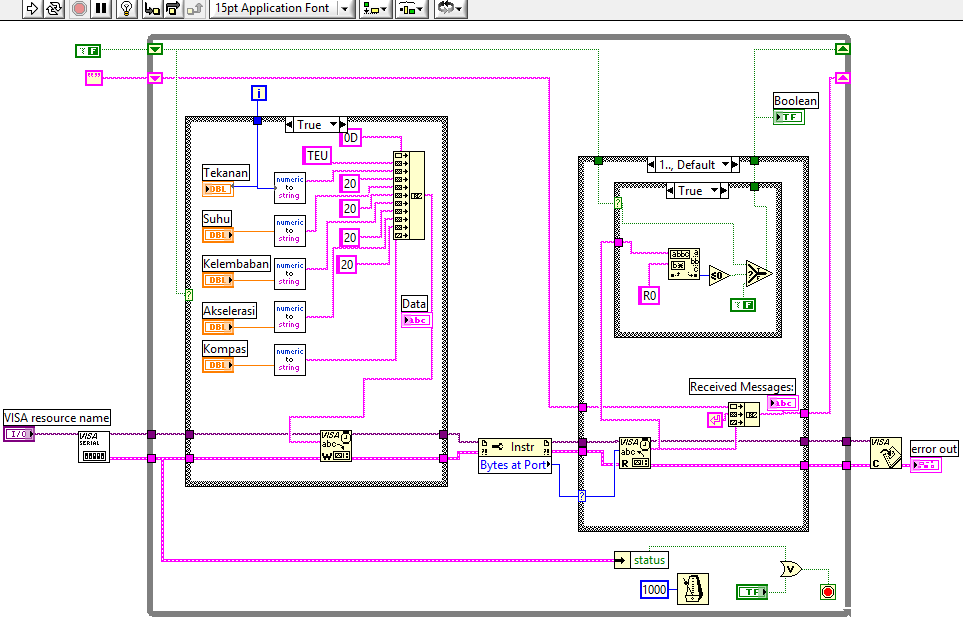 15pt Application Font
T F
""
i
True
0D
TEU
Tekanan
DBL
numeric
to
string
20
Suhu
DBL
numeric
to
string
20
20
Kelembaban
DBL
numeric
to
string
20
?
Akselerasi
DBL
numeric
to
string
Data
abc
Kompas
DBL
numeric
to
string
VISA resource name
I/O
VISA
SERIAL
VISA
abc
W
Instr
Bytes at Port
Boolean
TF
1.., Default
True
?
abbc
b*
R0
≤0
?
T
F
T F
Received Messages:
abc
VISA
abc
R
?
VISA
C
error out
status
1000
TF
V